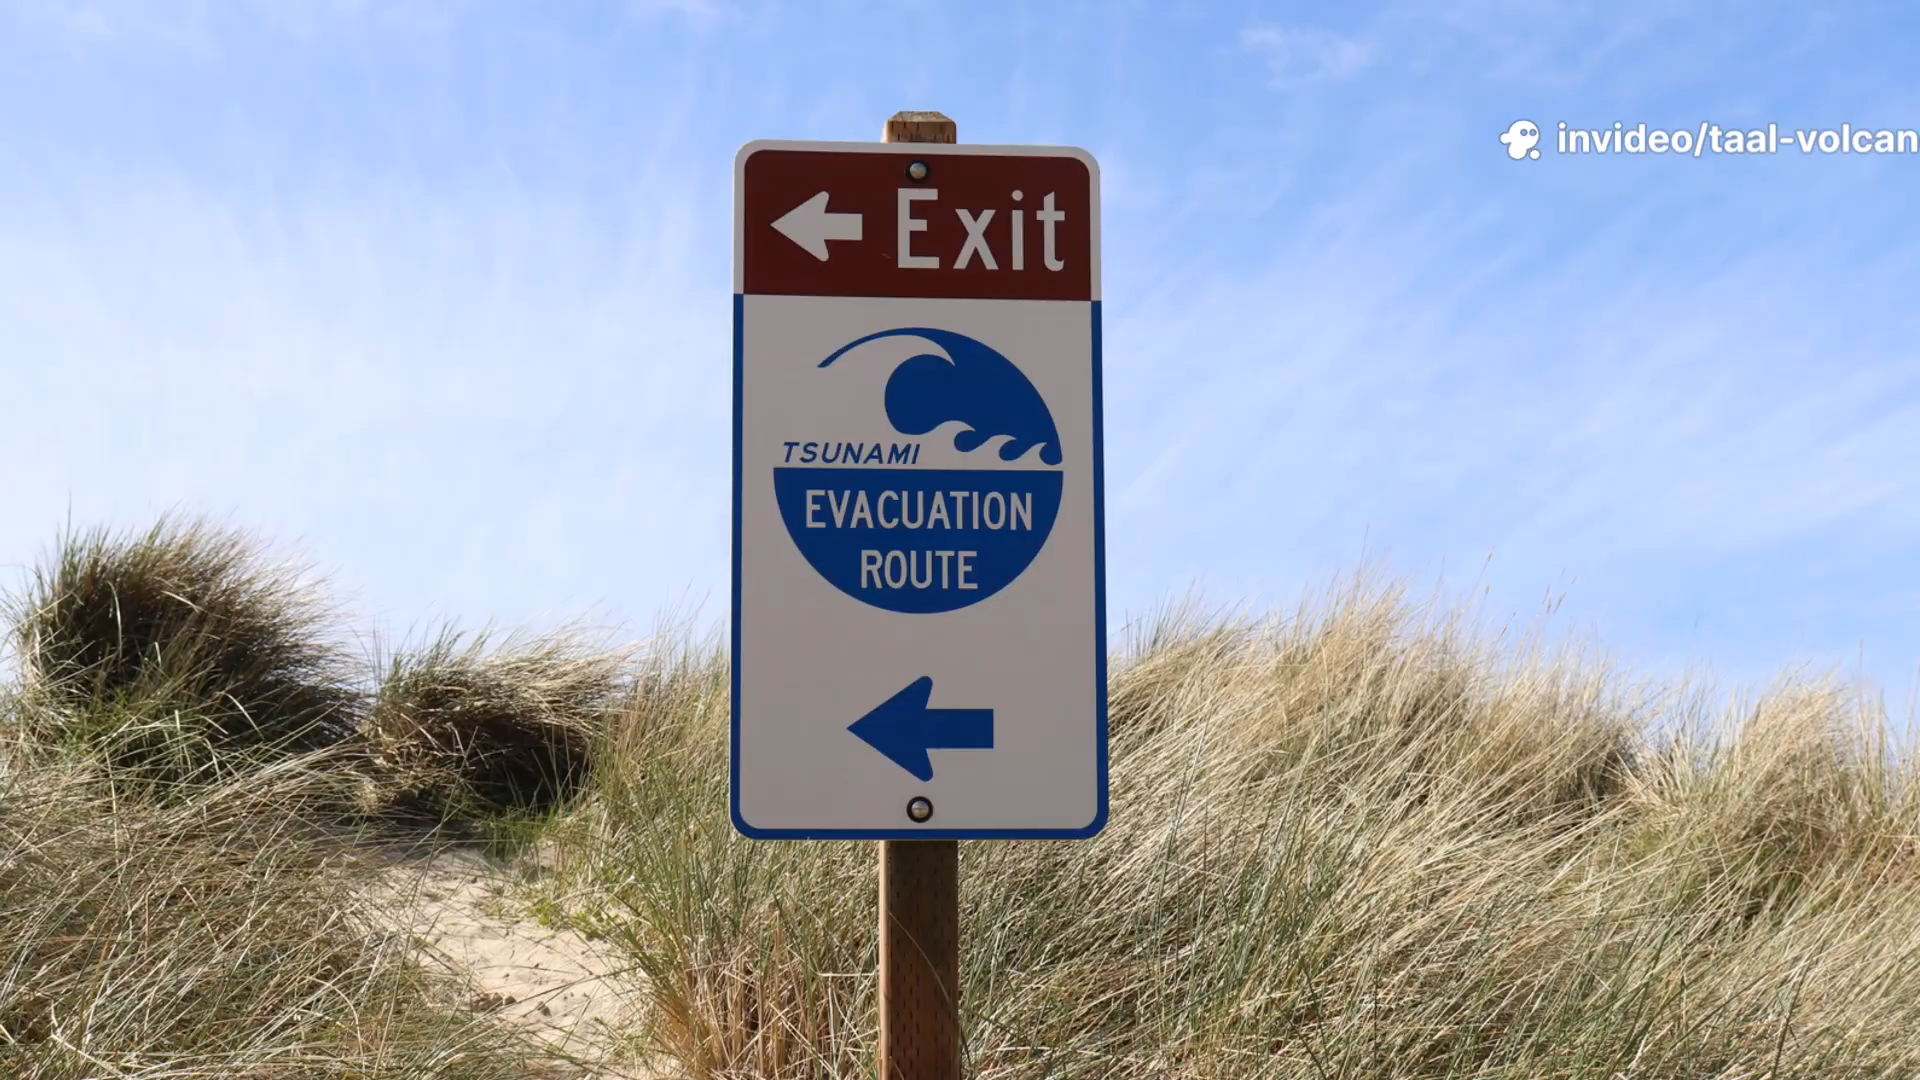 invideo/taal-volcan
Exit
TSUNAMI
EVACUATION
ROUTE